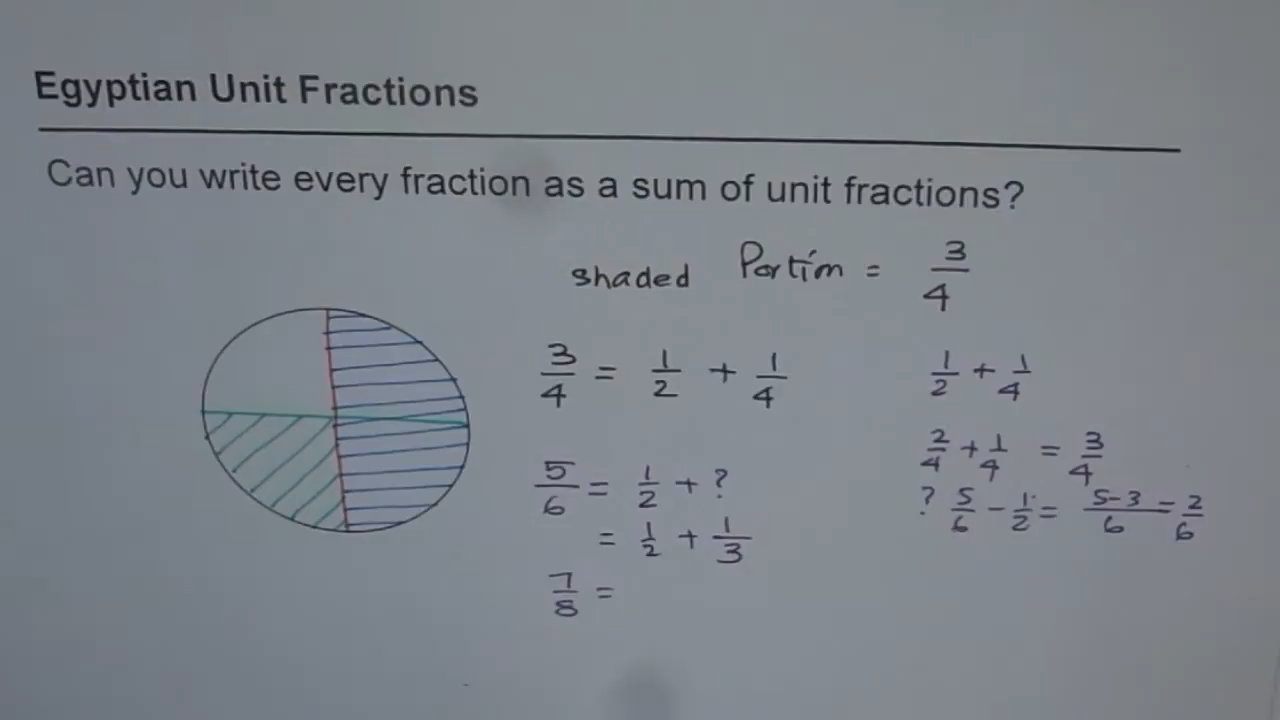 Egyptian Unit Fractions
Can you write every fraction as a sum of unit fractions?
shaded Portion = 3/4
3/4 = 1/2 + 1/4
1/2 + 1/4
2/4 + 1/4 = 3/4
5/6 = 1/2 + ?
? 5/6 - 1/2 = 5-3/6 = 2/6
= 1/2 + 1/3
7/8 =